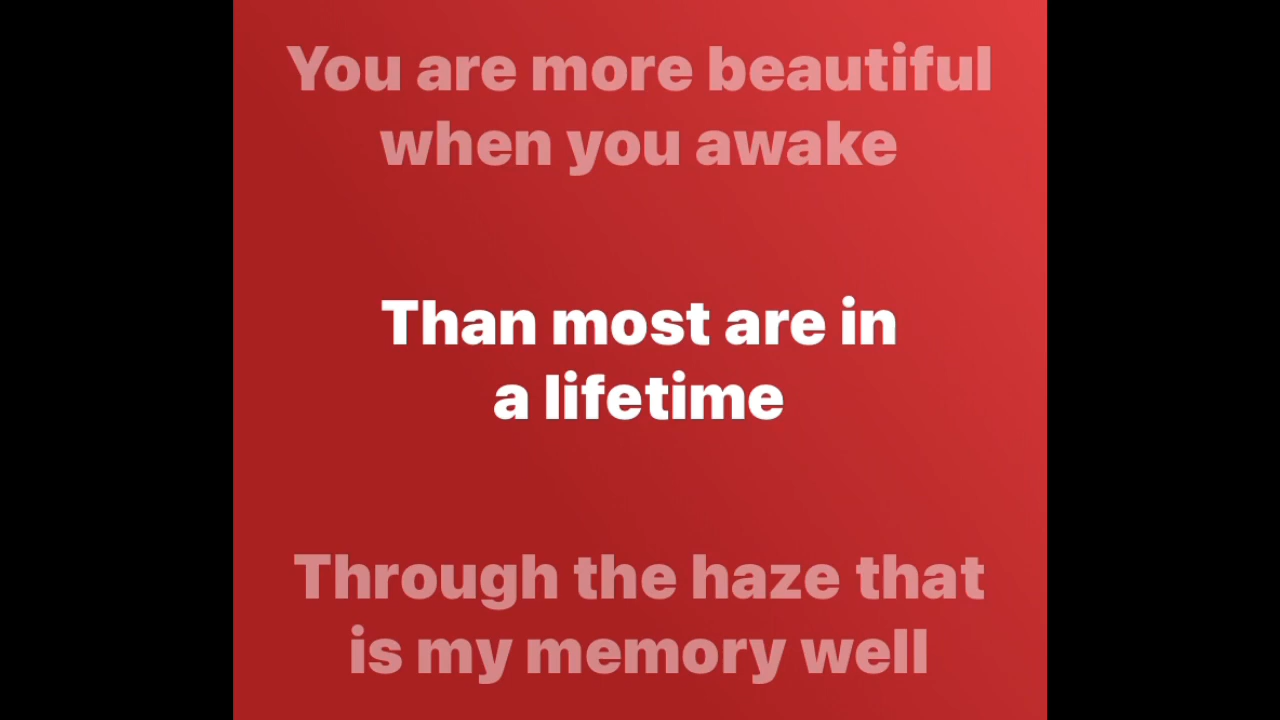 You are more beautiful
when you awake
Than most are in
a lifetime
Through the haze that
is my memory well